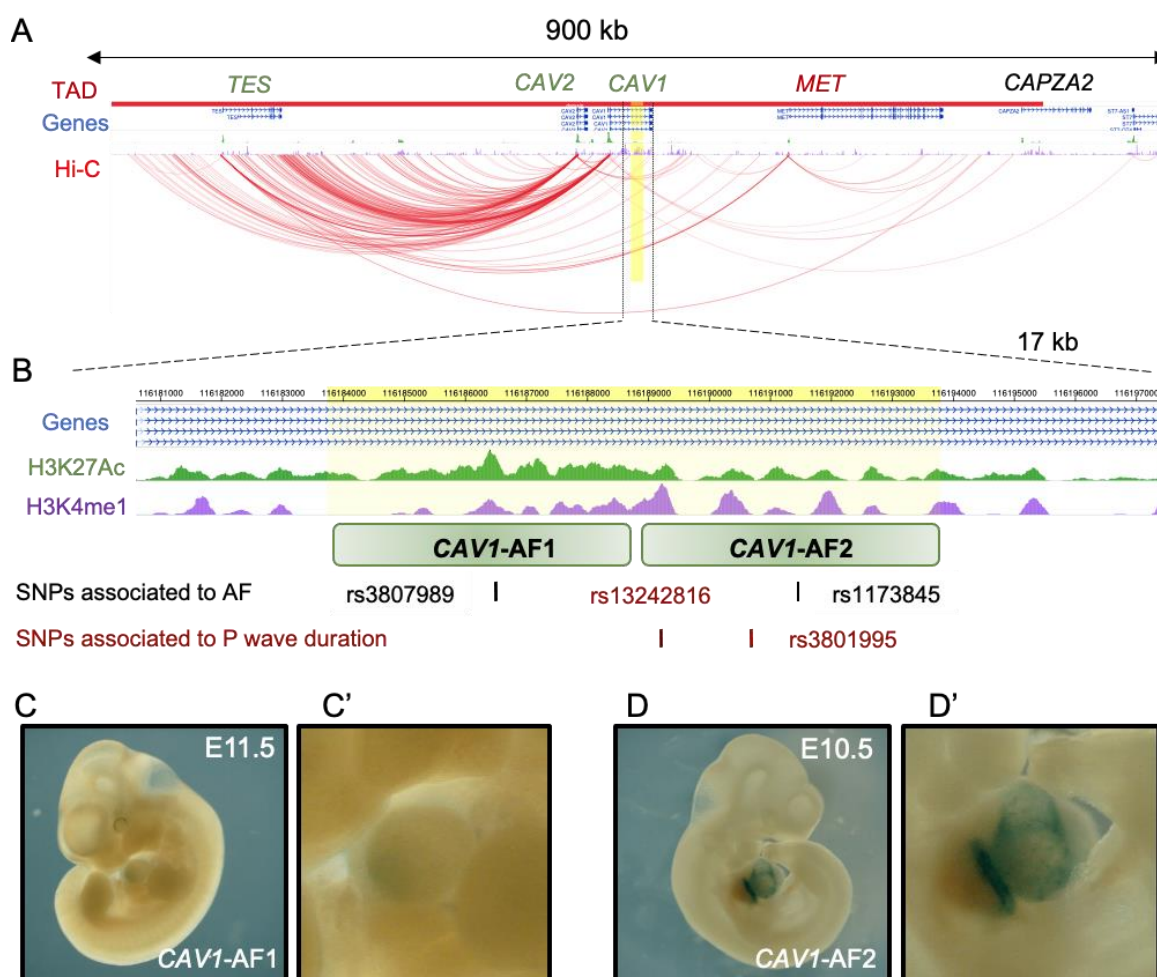 A
900 kb
TES
CAV2
CAV1
MET
CAPZA2
TAD
Genes
Hi-C
17 kb
B
116181000 116182000 116183000 116184000 116185000 116186000 116187000 116188000 116189000 116190000 116191000 116192000 116193000 116194000 116195000 116196000 116197000
Genes
H3K27Ac
H3K4me1
CAV1-AF1
CAV1-AF2
SNPs associated to AF
rs3807989
rs13242816
rs1173845
SNPs associated to P wave duration
rs3801995
C
C’
D
D’
E11.5
E10.5
CAV1-AF1
CAV1-AF2